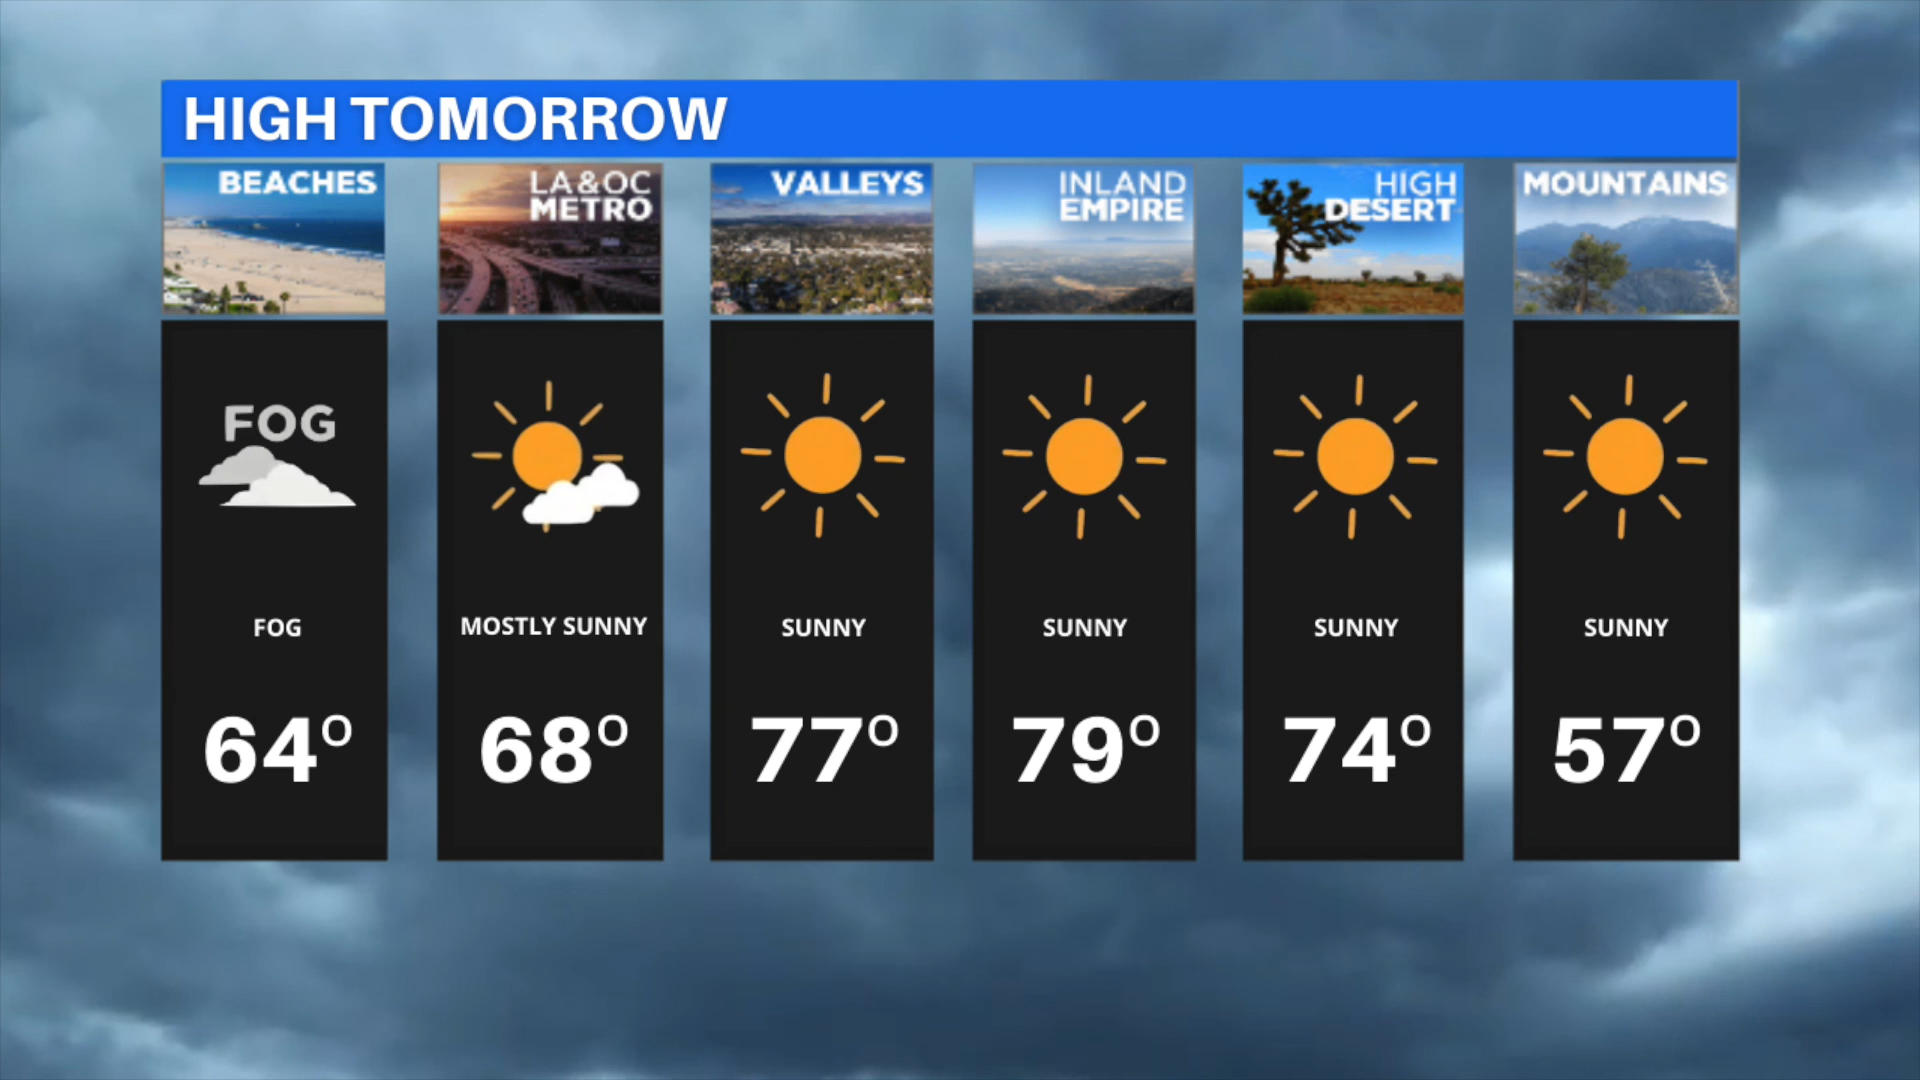 HIGH TOMORROW
BEACHES
LA & OC
METRO
VALLEYS
INLAND
EMPIRE
HIGH
DESERT
MOUNTAINS
FOG
FOG
MOSTLY SUNNY
SUNNY
SUNNY
SUNNY
SUNNY
64°
68°
77°
79°
74°
57°